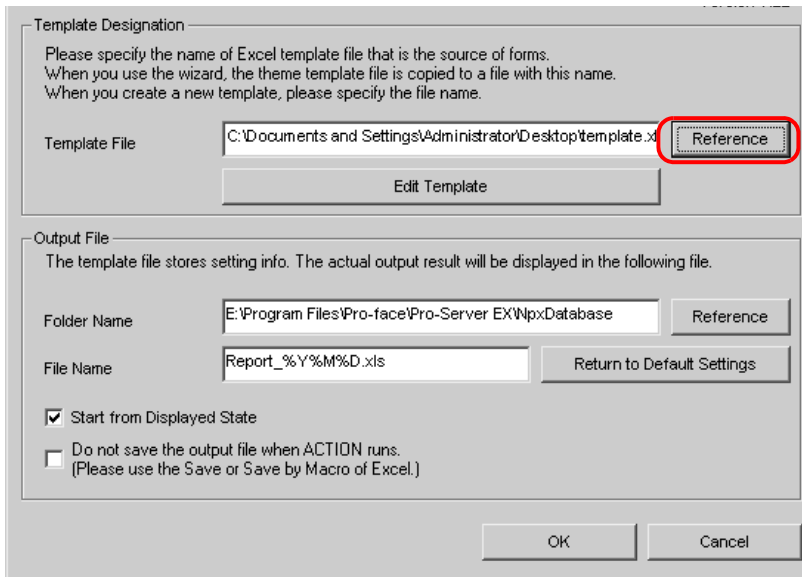 Template Designation
Please specify the name of Excel template file that is the source of forms.
When you use the wizard, the theme template file is copied to a file with this name.
When you create a new template, please specify the file name.
Template File
C:\Documents and Settings\Administrator\Desktop\template.xl
Reference
Edit Template
Output File
The template file stores setting info. The actual output result will be displayed in the following file.
Folder Name
E:\Program Files\Pro-face\Pro-Server EX\NpxDatabase
Reference
File Name
Report_%Y%M%D.xls
Return to Default Settings
Start from Displayed State
Do not save the output file when ACTION runs.
(Please use the Save or Save by Macro of Excel.)
OK
Cancel